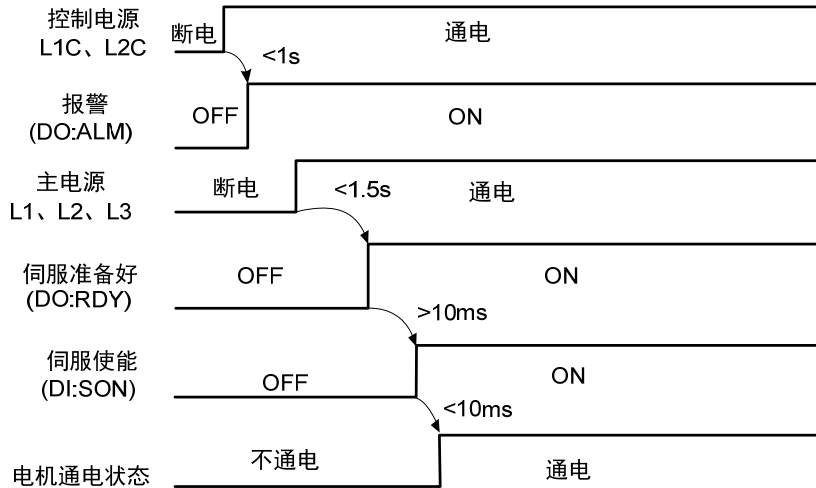 控制电源
L1C、L2C
断电
通电
<1s
报警
(DO:ALM)
OFF
ON
主电源
L1、L2、L3
断电
<1.5s
通电
伺服准备好
(DO:RDY)
OFF
ON
>10ms
伺服使能
(DI:SON)
OFF
ON
<10ms
电机通电状态
不通电
通电